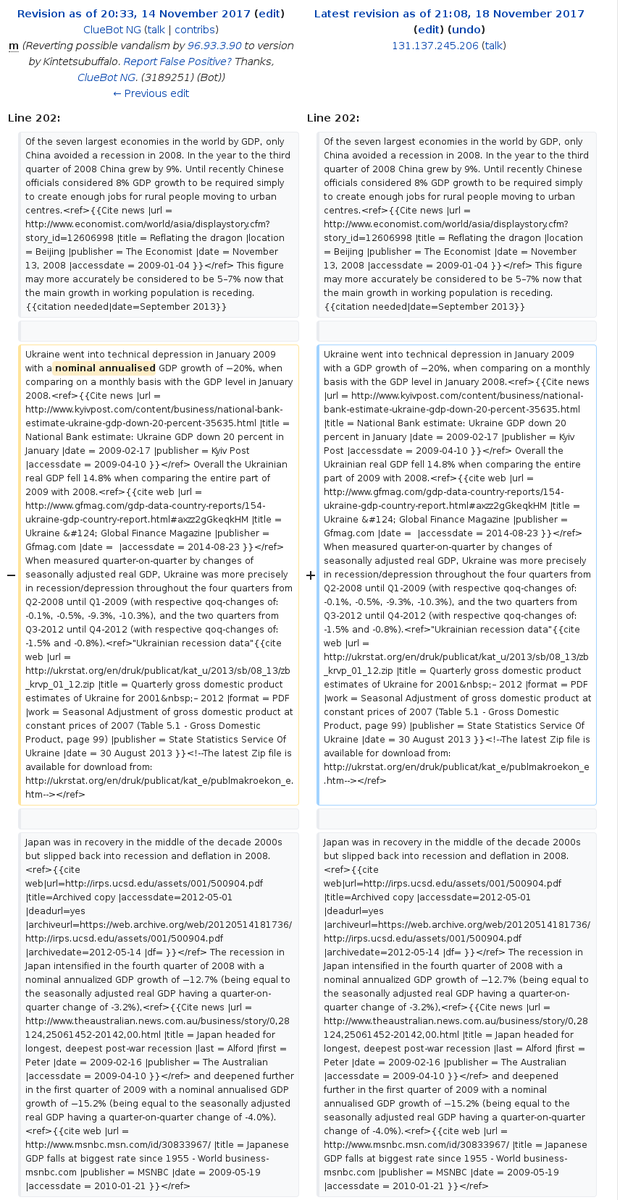 Revision as of 20:33, 14 November 2017 (edit)
ClueBot NG (talk | contribs)
m (Reverting possible vandalism by 96.93.3.90 to version
by Kintetsubuffalo. Report False Positive? Thanks,
ClueBot NG. (3189251) (Bot))
← Previous edit
Latest revision as of 21:08, 18 November 2017
(edit) (undo)
131.137.245.206 (talk)
Line 202:
Of the seven largest economies in the world by GDP, only
China avoided a recession in 2008. In the year to the third
quarter of 2008 China grew by 9%. Until recently Chinese
officials considered 8% GDP growth to be required simply
to create enough jobs for rural people moving to urban
centres.<ref>{{Cite news |url =
http://www.economist.com/world/asia/displaystory.cfm?
story_id=12606998 |title = Reflating the dragon |location
= Beijing |publisher = The Economist |date = November
13, 2008 |accessdate = 2009-01-04 }}</ref> This figure
may more accurately be considered to be 5–7% now that
the main growth in working population is receding.
{{citation needed|date=September 2013}}
−
Ukraine went into technical depression in January 2009
with a nominal annualised GDP growth of −20%, when
comparing on a monthly basis with the GDP level in January
2008.<ref>{{Cite news |url =
http://www.kyivpost.com/content/business/national-bank-
estimate-ukraine-gdp-down-20-percent-35635.html |title =
National Bank estimate: Ukraine GDP down 20 percent in
January |date = 2009-02-17 |publisher = Kyiv Post
|accessdate = 2009-04-10 }}</ref> Overall the Ukrainian
real GDP fell 14.8% when comparing the entire part of
2009 with 2008.<ref>{{cite web |url =
http://www.gfmag.com/gdp-data-country-reports/154-
ukraine-gdp-country-report.html#axzz2gGkeqkHM |title =
Ukraine &#124; Global Finance Magazine |publisher =
Gfmag.com |date =  |accessdate = 2014-08-23 }}</ref>
When measured quarter-on-quarter by changes of
seasonally adjusted real GDP, Ukraine was more precisely
in recession/depression throughout the four quarters from
Q2-2008 until Q1-2009 (with respective qoq-changes of:
-0.1%, -0.5%, -9.3%, -10.3%), and the two quarters from
Q3-2012 until Q4-2012 (with respective qoq-changes of:
-1.5% and -0.8%).<ref>"Ukrainian recession data"{{cite
web |url =
http://ukrstat.org/en/druk/publicat/kat_u/2013/sb/08_13/zb
_krvp_01_12.zip |title = Quarterly gross domestic product
estimates of Ukraine for 2001&nbsp;– 2012 |format = PDF
|work = Seasonal Adjustment of gross domestic product at
constant prices of 2007 (Table 5.1 - Gross Domestic
Product, page 99) |publisher = State Statistics Service Of
Ukraine |date = 30 August 2013 }}<!--The latest Zip file is
available for download from:
http://ukrstat.org/en/druk/publicat/kat_e/publmakroekon_e.
htm--></ref>
Japan was in recovery in the middle of the decade 2000s
but slipped back into recession and deflation in 2008.
<ref>{{cite
web|url=http://irps.ucsd.edu/assets/001/500904.pdf
|title=Archived copy |accessdate=2012-05-01
|deadurl=yes
|archiveurl=https://web.archive.org/web/20120514181736/
http://irps.ucsd.edu/assets/001/500904.pdf
|archivedate=2012-05-14 |df= }}</ref> The recession in
Japan intensified in the fourth quarter of 2008 with a
nominal annualized GDP growth of −12.7% (being equal to
the seasonally adjusted real GDP having a quarter-on-
quarter change of -3.2%),<ref>{{Cite news |url =
http://www.theaustralian.news.com.au/business/story/0,28
124,25061452-20142,00.html |title = Japan headed for
longest, deepest post-war recession |last = Alford |first =
Peter |date = 2009-02-16 |publisher = The Australian
|accessdate = 2009-04-10 }}</ref> and deepened further
in the first quarter of 2009 with a nominal annualised GDP
growth of −15.2% (being equal to the seasonally adjusted
real GDP having a quarter-on-quarter change of -4.0%).
<ref>{{cite web |url =
http://www.msnbc.msn.com/id/30833967/ |title = Japanese
GDP falls at biggest rate since 1955 - World business-
msnbc.com |publisher = MSNBC |date = 2009-05-19
|accessdate = 2010-01-21 }}</ref>
Line 202:
Of the seven largest economies in the world by GDP, only
China avoided a recession in 2008. In the year to the third
quarter of 2008 China grew by 9%. Until recently Chinese
officials considered 8% GDP growth to be required simply
to create enough jobs for rural people moving to urban
centres.<ref>{{Cite news |url =
http://www.economist.com/world/asia/displaystory.cfm?
story_id=12606998 |title = Reflating the dragon |location
= Beijing |publisher = The Economist |date = November
13, 2008 |accessdate = 2009-01-04 }}</ref> This figure
may more accurately be considered to be 5–7% now that
the main growth in working population is receding.
{{citation needed|date=September 2013}}
+
Ukraine went into technical depression in January 2009
with a GDP growth of −20%, when comparing on a monthly
basis with the GDP level in January 2008.<ref>{{Cite news
|url = http://www.kyivpost.com/content/business/national-
bank-estimate-ukraine-gdp-down-20-percent-35635.html
|title = National Bank estimate: Ukraine GDP down 20
percent in January |date = 2009-02-17 |publisher = Kyiv
Post |accessdate = 2009-04-10 }}</ref> Overall the
Ukrainian real GDP fell 14.8% when comparing the entire
part of 2009 with 2008.<ref>{{cite web |url =
http://www.gfmag.com/gdp-data-country-reports/154-
ukraine-gdp-country-report.html#axzz2gGkeqkHM |title =
Ukraine &#124; Global Finance Magazine |publisher =
Gfmag.com |date =  |accessdate = 2014-08-23 }}</ref>
When measured quarter-on-quarter by changes of
seasonally adjusted real GDP, Ukraine was more precisely
in recession/depression throughout the four quarters from
Q2-2008 until Q1-2009 (with respective qoq-changes of:
-0.1%, -0.5%, -9.3%, -10.3%), and the two quarters from
Q3-2012 until Q4-2012 (with respective qoq-changes of:
-1.5% and -0.8%).<ref>"Ukrainian recession data"{{cite
web |url =
http://ukrstat.org/en/druk/publicat/kat_u/2013/sb/08_13/zb
_krvp_01_12.zip |title = Quarterly gross domestic product
estimates of Ukraine for 2001&nbsp;– 2012 |format = PDF
|work = Seasonal Adjustment of gross domestic product at
constant prices of 2007 (Table 5.1 - Gross Domestic
Product, page 99) |publisher = State Statistics Service Of
Ukraine |date = 30 August 2013 }}<!--The latest Zip file is
available for download from:
http://ukrstat.org/en/druk/publicat/kat_e/publmakroekon_e
.htm--></ref>
Japan was in recovery in the middle of the decade 2000s
but slipped back into recession and deflation in 2008.
<ref>{{cite
web|url=http://irps.ucsd.edu/assets/001/500904.pdf
|title=Archived copy |accessdate=2012-05-01
|deadurl=yes
|archiveurl=https://web.archive.org/web/20120514181736/
http://irps.ucsd.edu/assets/001/500904.pdf
|archivedate=2012-05-14 |df= }}</ref> The recession in
Japan intensified in the fourth quarter of 2008 with a
nominal annualized GDP growth of −12.7% (being equal to
the seasonally adjusted real GDP having a quarter-on-
quarter change of -3.2%),<ref>{{Cite news |url =
http://www.theaustralian.news.com.au/business/story/0,28
124,25061452-20142,00.html |title = Japan headed for
longest, deepest post-war recession |last = Alford |first =
Peter |date = 2009-02-16 |publisher = The Australian
|accessdate = 2009-04-10 }}</ref> and deepened
further in the first quarter of 2009 with a nominal
annualised GDP growth of −15.2% (being equal to the
seasonally adjusted real GDP having a quarter-on-quarter
change of -4.0%).<ref>{{cite web |url =
http://www.msnbc.msn.com/id/30833967/ |title = Japanese
GDP falls at biggest rate since 1955 - World business-
msnbc.com |publisher = MSNBC |date = 2009-05-19
|accessdate = 2010-01-21 }}</ref>